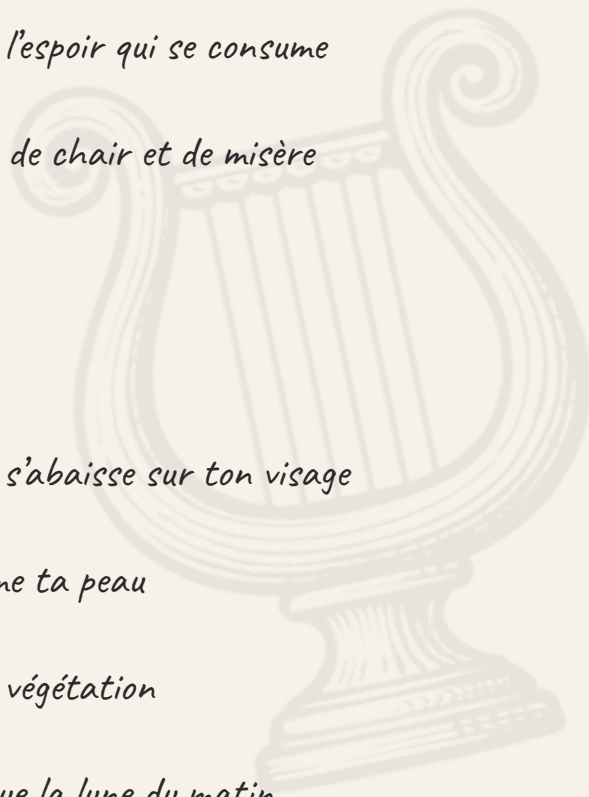 l’espoir qui se consume
de chair et de misère
s’abaisse sur ton visage
ta peau
végétation
la lune du matin